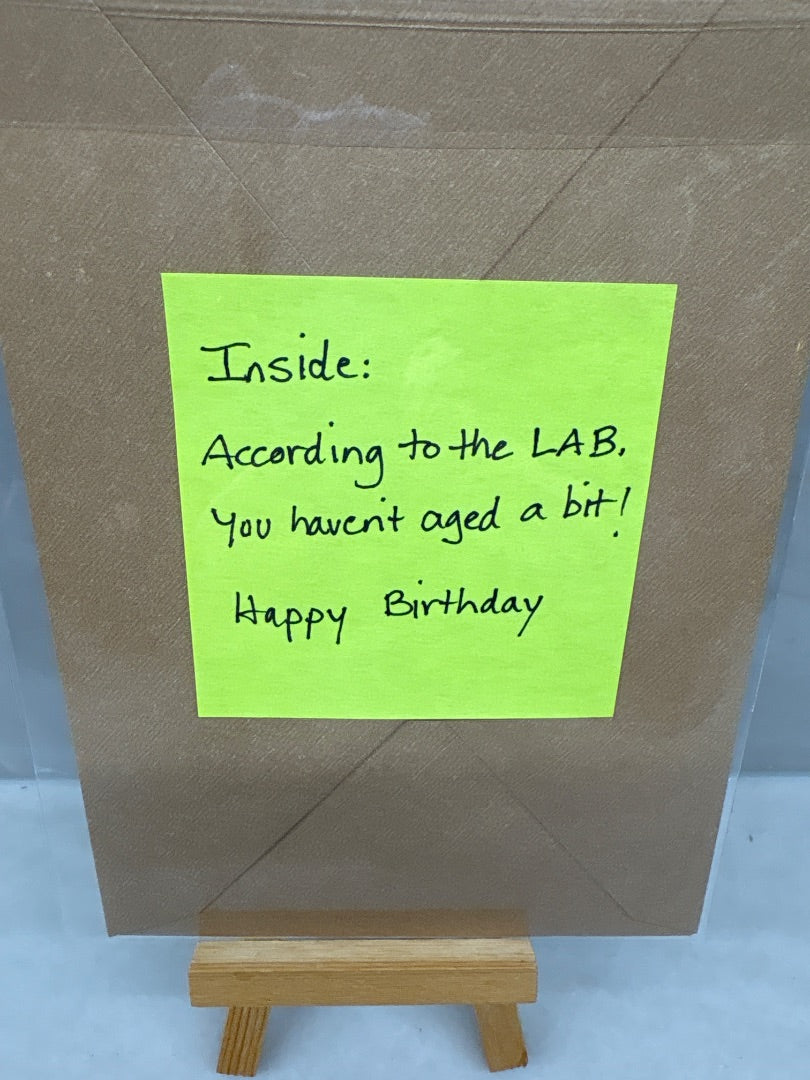 Inside:
According to the LAB,
You haven't aged a bit!
Happy Birthday